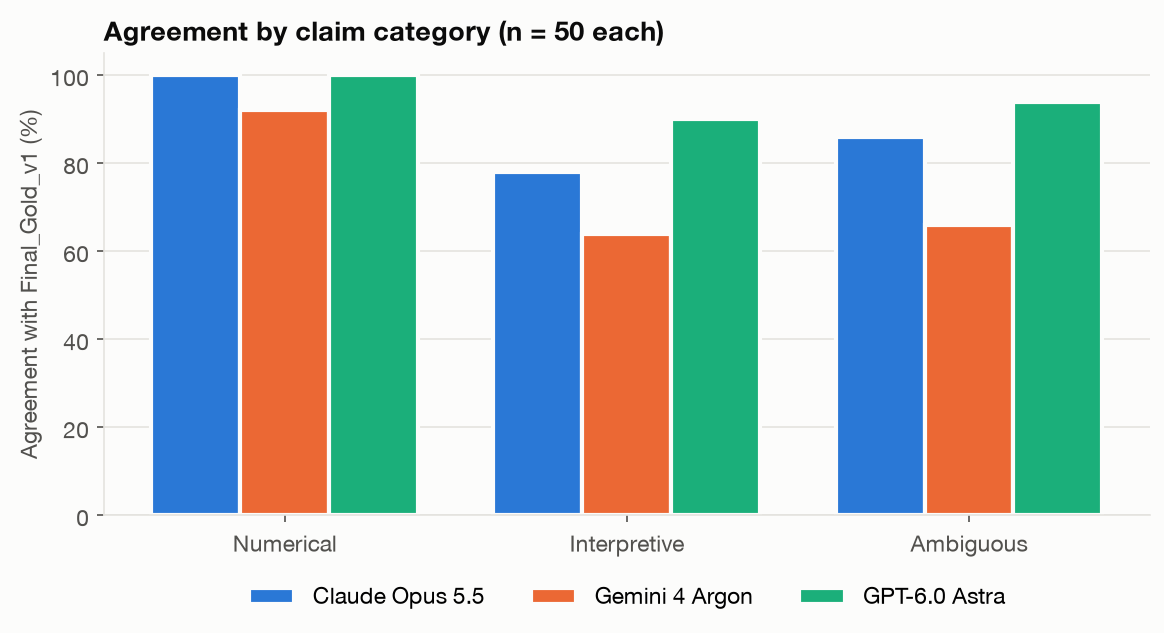 Agreement by claim category (n = 50 each)
Agreement with Final_Gold_v1 (%)
100
80
60
40
20
0
Numerical Interpretive Ambiguous
Claude Opus 5.5 Gemini 4 Argon GPT-6.0 Astra